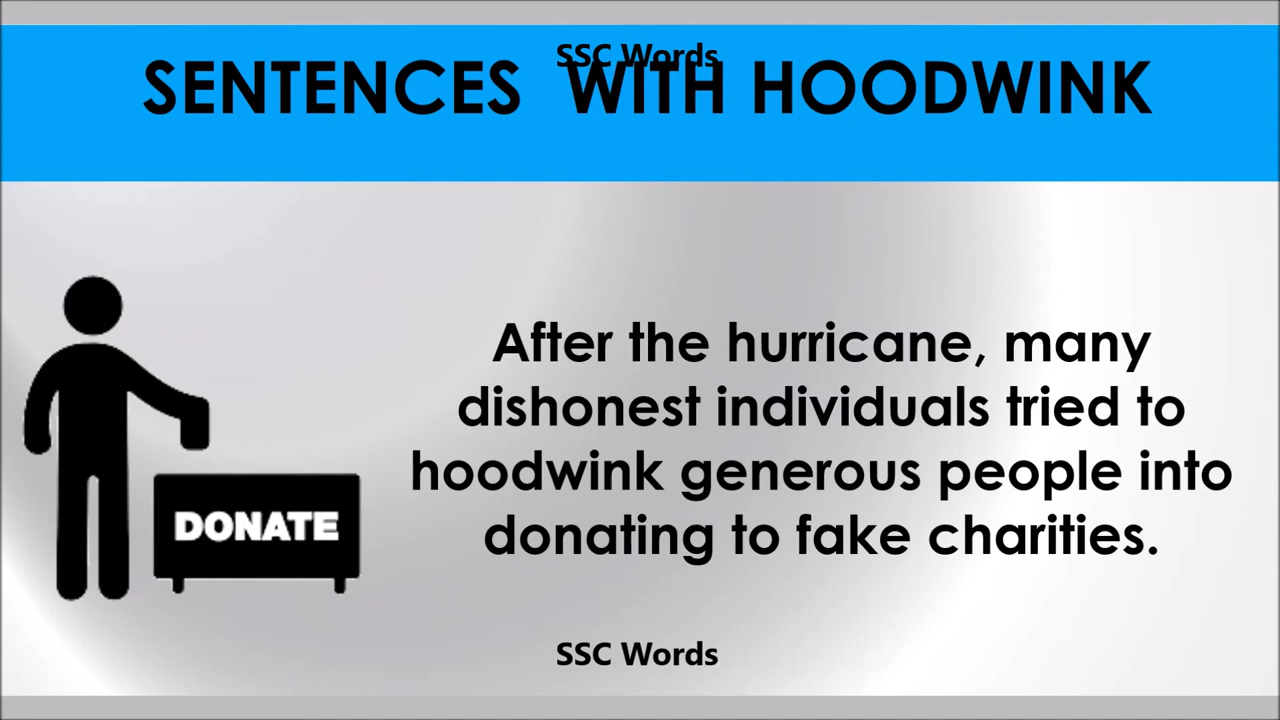 SSC Words
SENTENCES WITH HOODWINK
After the hurricane, many
dishonest individuals tried to
hoodwink generous people into
donating to fake charities.
DONATE
SSC Words